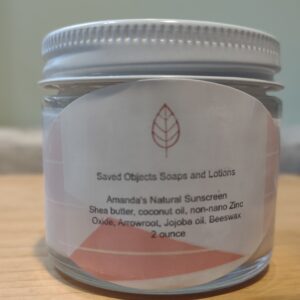 Saved Objects Soaps and Lotions
Amanda's Natural Sunscreen
Shea butter, coconut oil, non-nano Zinc
Oxide, Arrowroot, Jojoba oil, Beeswax
2 ounce